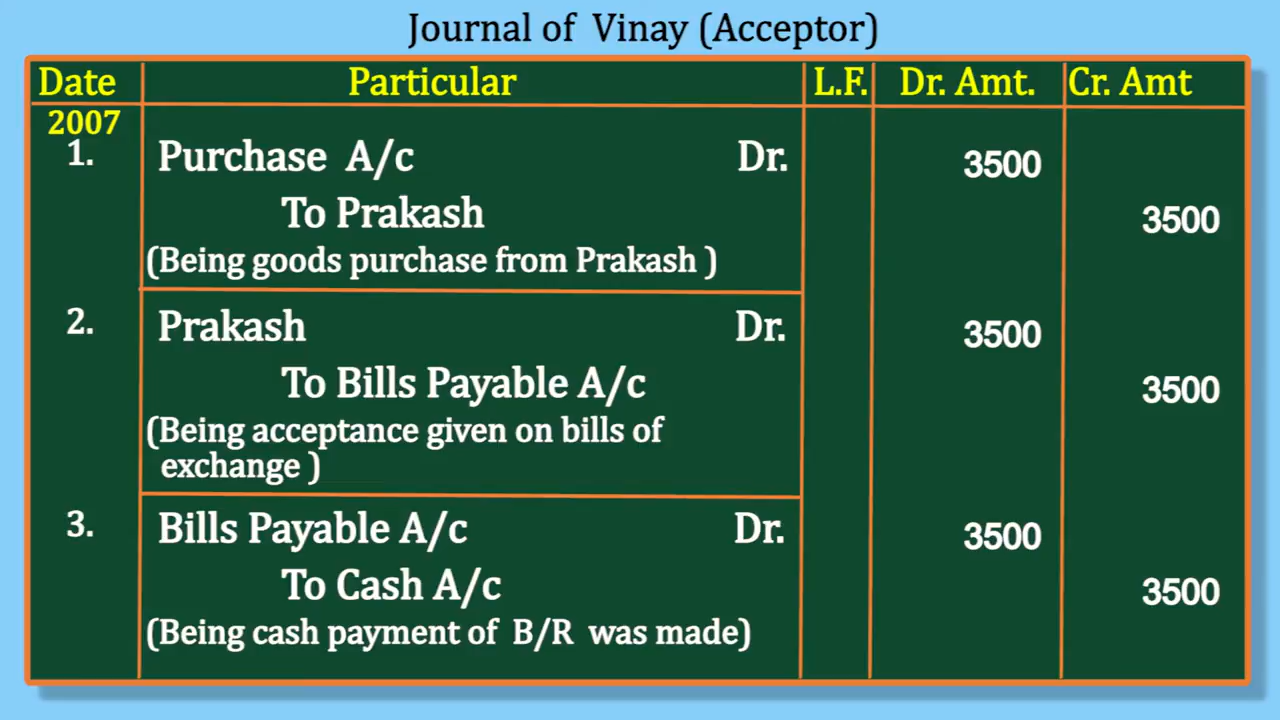 Journal of Vinay (Acceptor)
Date Particular L.F. Dr. Amt. Cr. Amt
2007
1. Purchase A/c Dr. 3500
To Prakash 3500
(Being goods purchase from Prakash )
2. Prakash Dr. 3500
To Bills Payable A/c 3500
(Being acceptance given on bills of
exchange )
3. Bills Payable A/c Dr. 3500
To Cash A/c 3500
(Being cash payment of B/R was made)